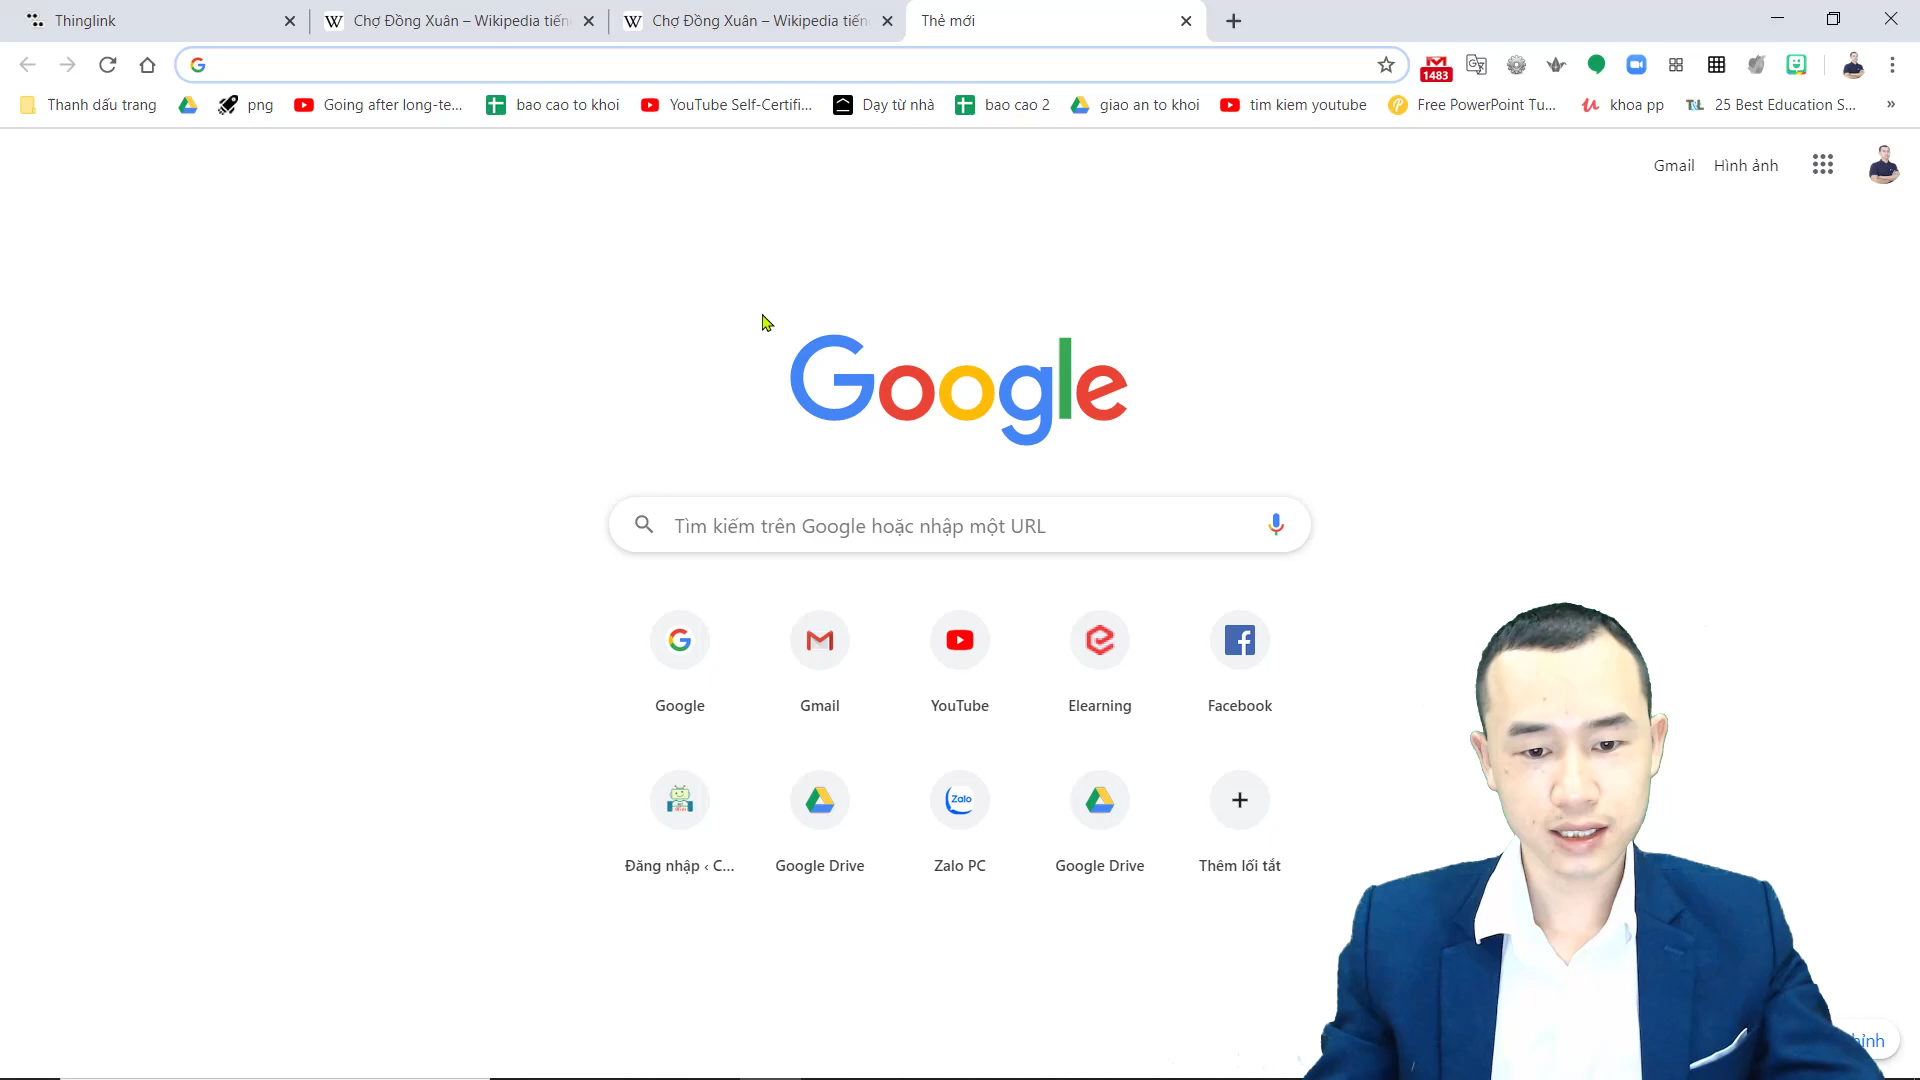 Thinglink
Chợ Đồng Xuân – Wikipedia tiến
Chợ Đồng Xuân – Wikipedia tiến
Thẻ mới
1483
Thanh dấu trang
png
Going after long-te...
bao cao to khoi
YouTube Self-Certifi...
Dạy từ nhà
bao cao 2
giao an to khoi
tim kiem youtube
Free PowerPoint Tu...
khoa pp
25 Best Education S...
»
Gmail
Hình ảnh
Google
Tìm kiếm trên Google hoặc nhập một URL
Google
Gmail
YouTube
Elearning
Facebook
Zalo
Đăng nhập ‹ C...
Google Drive
Zalo PC
Google Drive
Thêm lối tắt